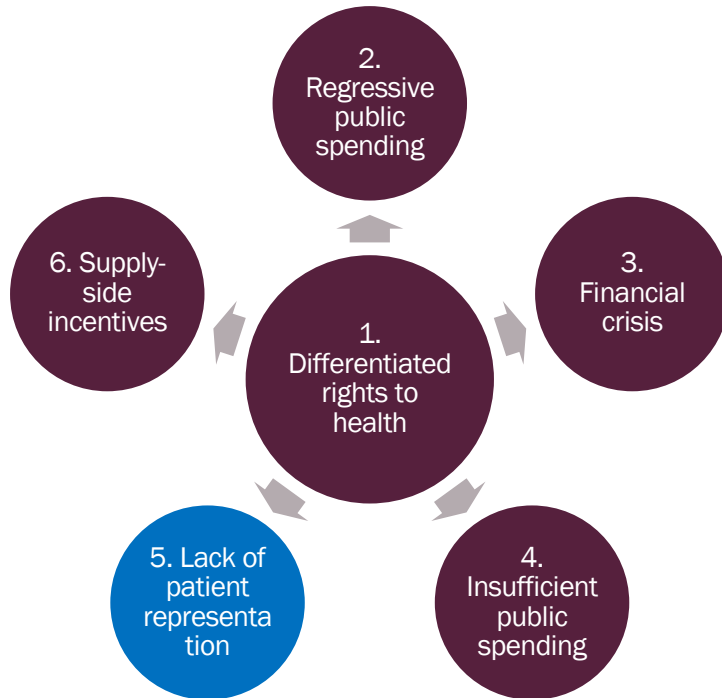 2.
Regressive
public
spending
6. Supply-
side
incentives
3.
Financial
crisis
1.
Differentiated
rights to
health
5. Lack of
patient
representa
tion
4.
Insufficient
public
spending